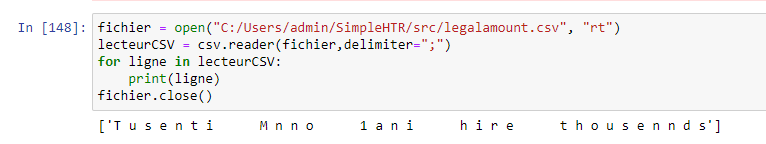 In [148]: fichier = open("C:/Users/admin/SimpleHTR/src/legalamount.csv", "rt")
lecteurCSV = csv.reader(fichier,delimiter=";")
for ligne in lecteurCSV:
    print(ligne)
fichier.close()
['T u s e n t i     M n n o     1 a n i     h i r e     t h o u s e n n d s']